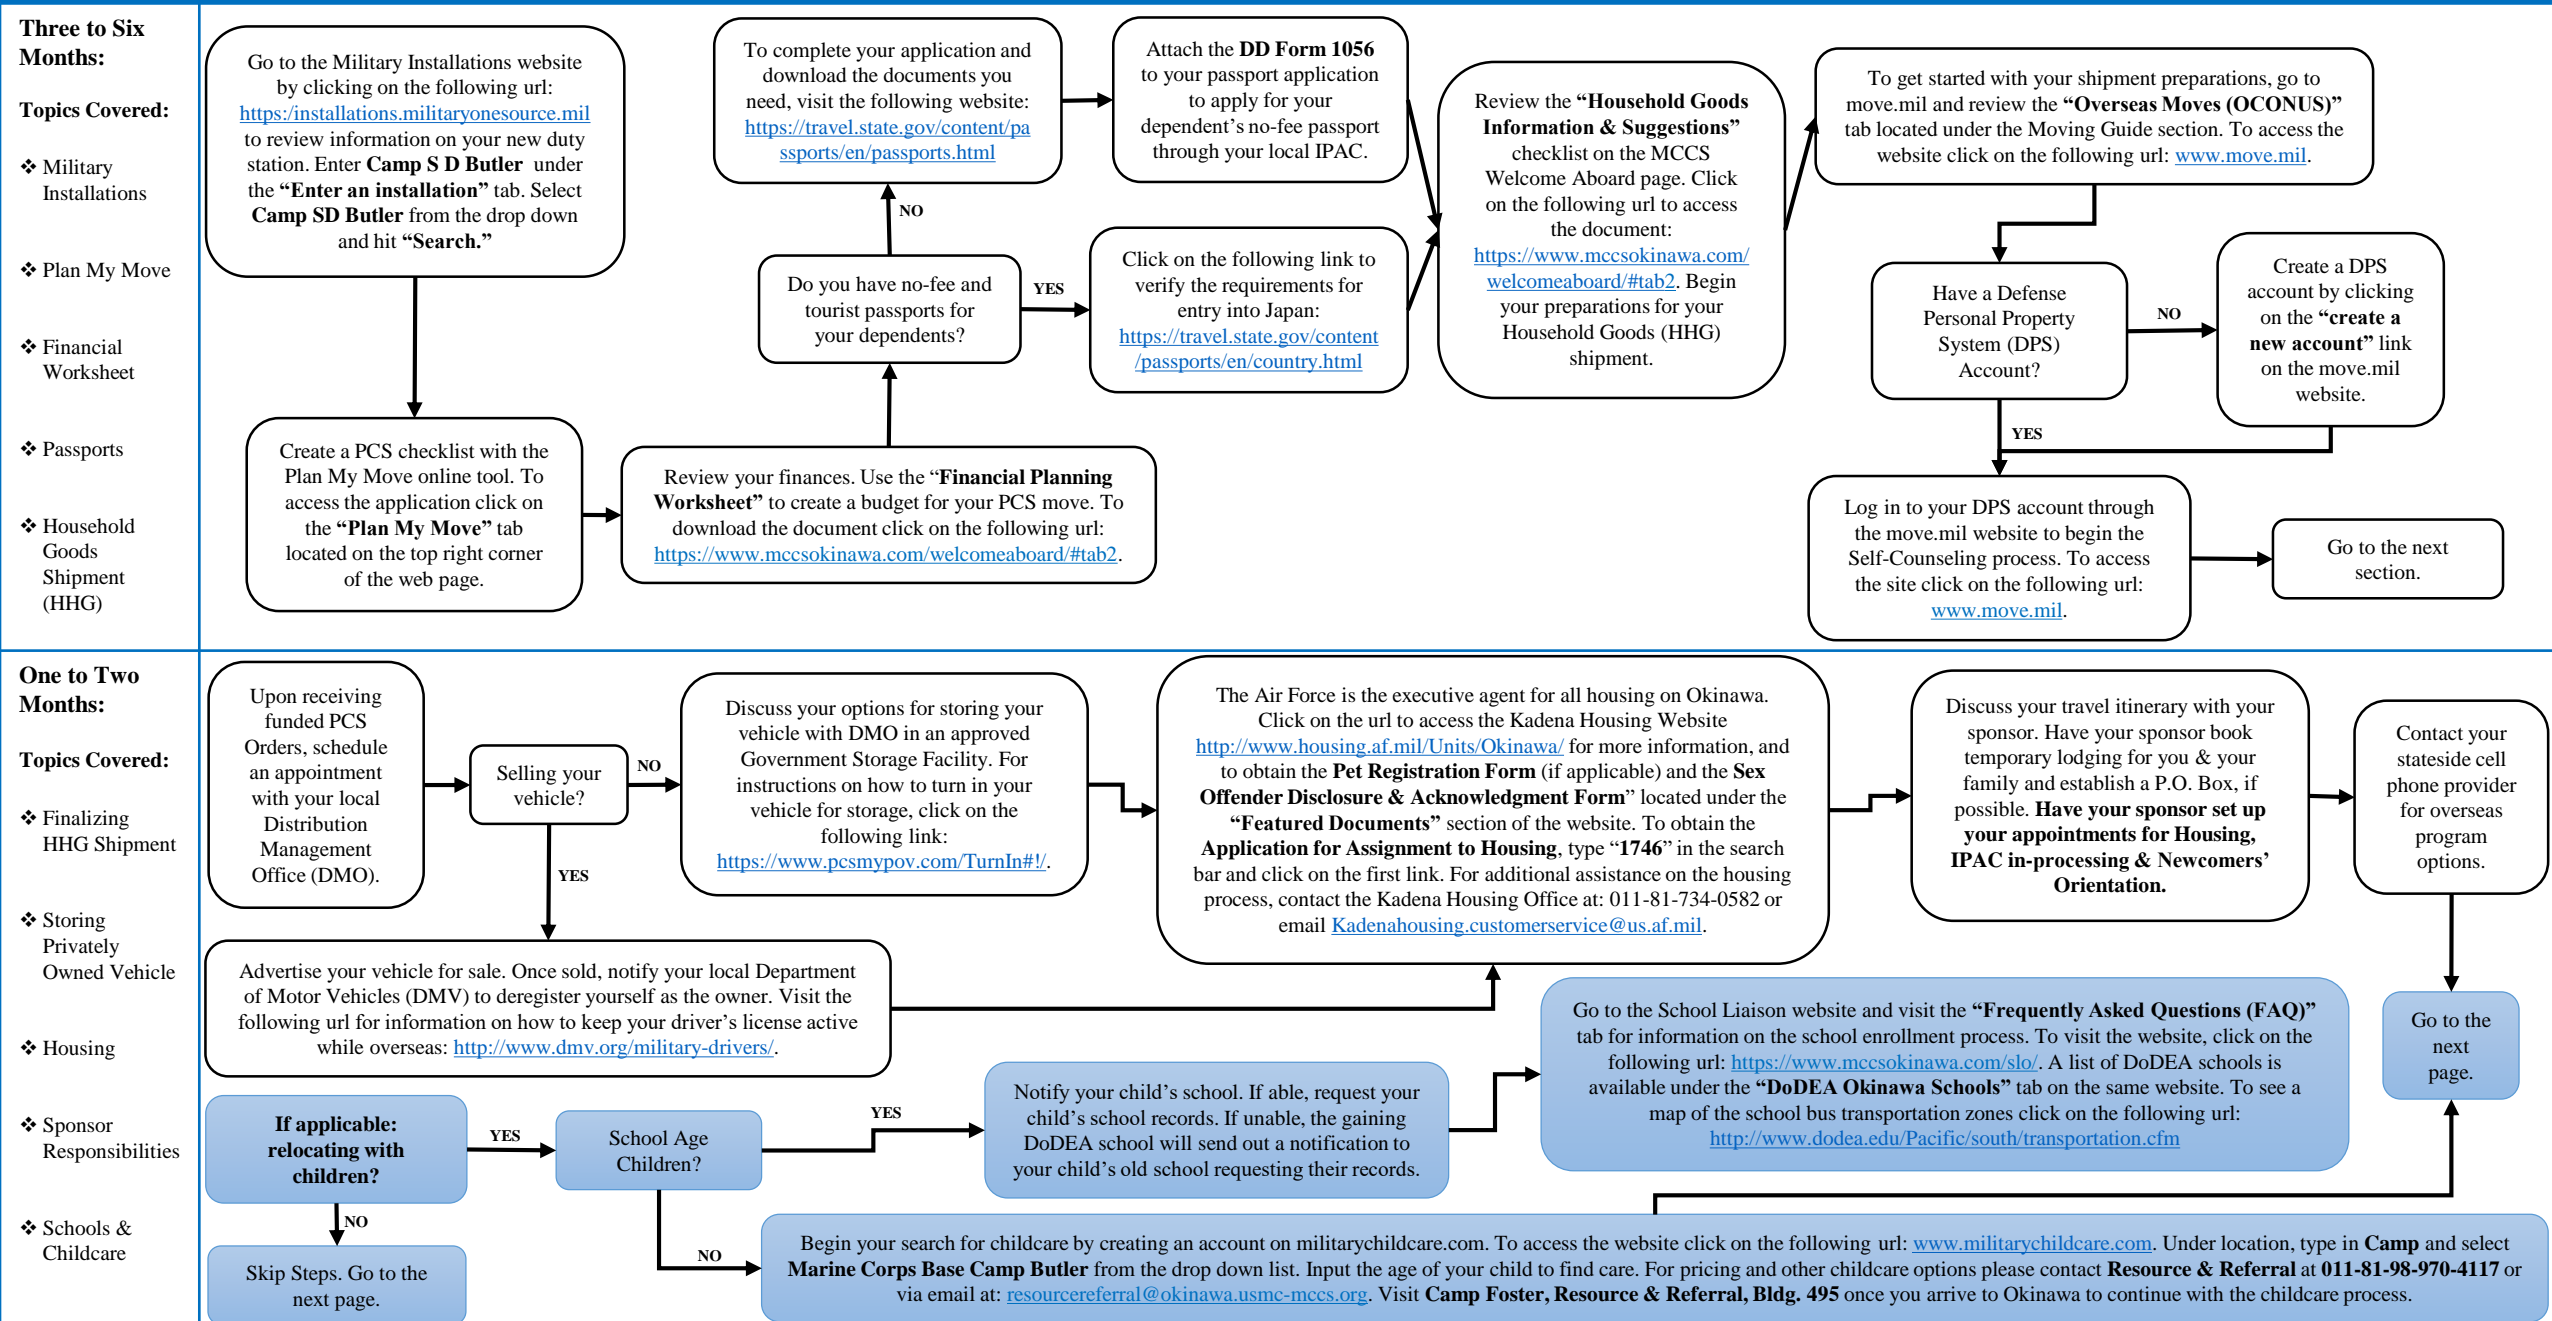 Three to Six
Months:
Topics Covered:
❖ Military
Installations
❖ Plan My Move
❖ Financial
Worksheet
❖ Passports
❖ Household
Goods
Shipment
(HHG)
Go to the Military Installations website
by clicking on the following url:
https:/installations.militaryonesource.mil
to review information on your new duty
station. Enter Camp S D Butler under
the “Enter an installation” tab. Select
Camp SD Butler from the drop down
and hit “Search.”
Create a PCS checklist with the
Plan My Move online tool. To
access the application click on
the “Plan My Move” tab
located on the top right corner
of the web page.
Review your finances. Use the “Financial Planning
Worksheet” to create a budget for your PCS move. To
download the document click on the following url:
https://www.mccsokinawa.com/welcomeaboard/#tab2.
Do you have no-fee and
tourist passports for
your dependents?
NO
To complete your application and
download the documents you
need, visit the following website:
https://travel.state.gov/content/pa
ssports/en/passports.html
Attach the DD Form 1056
to your passport application
to apply for your
dependent’s no-fee passport
through your local IPAC.
YES
Click on the following link to
verify the requirements for
entry into Japan:
https://travel.state.gov/content
/passports/en/country.html
Review the “Household Goods
Information & Suggestions”
checklist on the MCCS
Welcome Aboard page. Click
on the following url to access
the document:
https://www.mccsokinawa.com/
welcomeaboard/#tab2. Begin
your preparations for your
Household Goods (HHG)
shipment.
To get started with your shipment preparations, go to
move.mil and review the “Overseas Moves (OCONUS)”
tab located under the Moving Guide section. To access the
website click on the following url: www.move.mil.
Have a Defense
Personal Property
System (DPS)
Account?
NO
Create a DPS
account by clicking
on the “create a
new account” link
on the move.mil
website.
YES
Log in to your DPS account through
the move.mil website to begin the
Self-Counseling process. To access
the site click on the following url:
www.move.mil.
Go to the next
section.
One to Two
Months:
Topics Covered:
❖ Finalizing
HHG Shipment
❖ Storing
Privately
Owned Vehicle
❖ Housing
❖ Sponsor
Responsibilities
❖ Schools &
Childcare
Upon receiving
funded PCS
Orders, schedule
an appointment
with your local
Distribution
Management
Office (DMO).
Selling your
vehicle?
NO
Discuss your options for storing your
vehicle with DMO in an approved
Government Storage Facility. For
instructions on how to turn in your
vehicle for storage, click on the
following link:
https://www.pcsmypov.com/TurnIn#!/.
YES
Advertise your vehicle for sale. Once sold, notify your local Department
of Motor Vehicles (DMV) to deregister yourself as the owner. Visit the
following url for information on how to keep your driver’s license active
while overseas: http://www.dmv.org/military-drivers/.
The Air Force is the executive agent for all housing on Okinawa.
Click on the url to access the Kadena Housing Website
http://www.housing.af.mil/Units/Okinawa/ for more information, and
to obtain the Pet Registration Form (if applicable) and the Sex
Offender Disclosure & Acknowledgment Form” located under the
“Featured Documents” section of the website. To obtain the
Application for Assignment to Housing, type “1746” in the search
bar and click on the first link. For additional assistance on the housing
process, contact the Kadena Housing Office at: 011-81-734-0582 or
email Kadenahousing.customerservice@us.af.mil.
Discuss your travel itinerary with your
sponsor. Have your sponsor book
temporary lodging for you & your
family and establish a P.O. Box, if
possible. Have your sponsor set up
your appointments for Housing,
IPAC in-processing & Newcomers’
Orientation.
Contact your
stateside cell
phone provider
for overseas
program
options.
Go to the
next
page.
If applicable:
relocating with
children?
YES
NO
Skip Steps. Go to the
next page.
School Age
Children?
YES
Notify your child’s school. If able, request your
child’s school records. If unable, the gaining
DoDEA school will send out a notification to
your child’s old school requesting their records.
Go to the School Liaison website and visit the “Frequently Asked Questions (FAQ)”
tab for information on the school enrollment process. To visit the website, click on the
following url: https://www.mccsokinawa.com/slo/. A list of DoDEA schools is
available under the “DoDEA Okinawa Schools” tab on the same website. To see a
map of the school bus transportation zones click on the following url:
http://www.dodea.edu/Pacific/south/transportation.cfm
NO
Begin your search for childcare by creating an account on militarychildcare.com. To access the website click on the following url: www.militarychildcare.com. Under location, type in Camp and select
Marine Corps Base Camp Butler from the drop down list. Input the age of your child to find care. For pricing and other childcare options please contact Resource & Referral at 011-81-98-970-4117 or
via email at: resourcereferral@okinawa.usmc-mccs.org. Visit Camp Foster, Resource & Referral, Bldg. 495 once you arrive to Okinawa to continue with the childcare process.